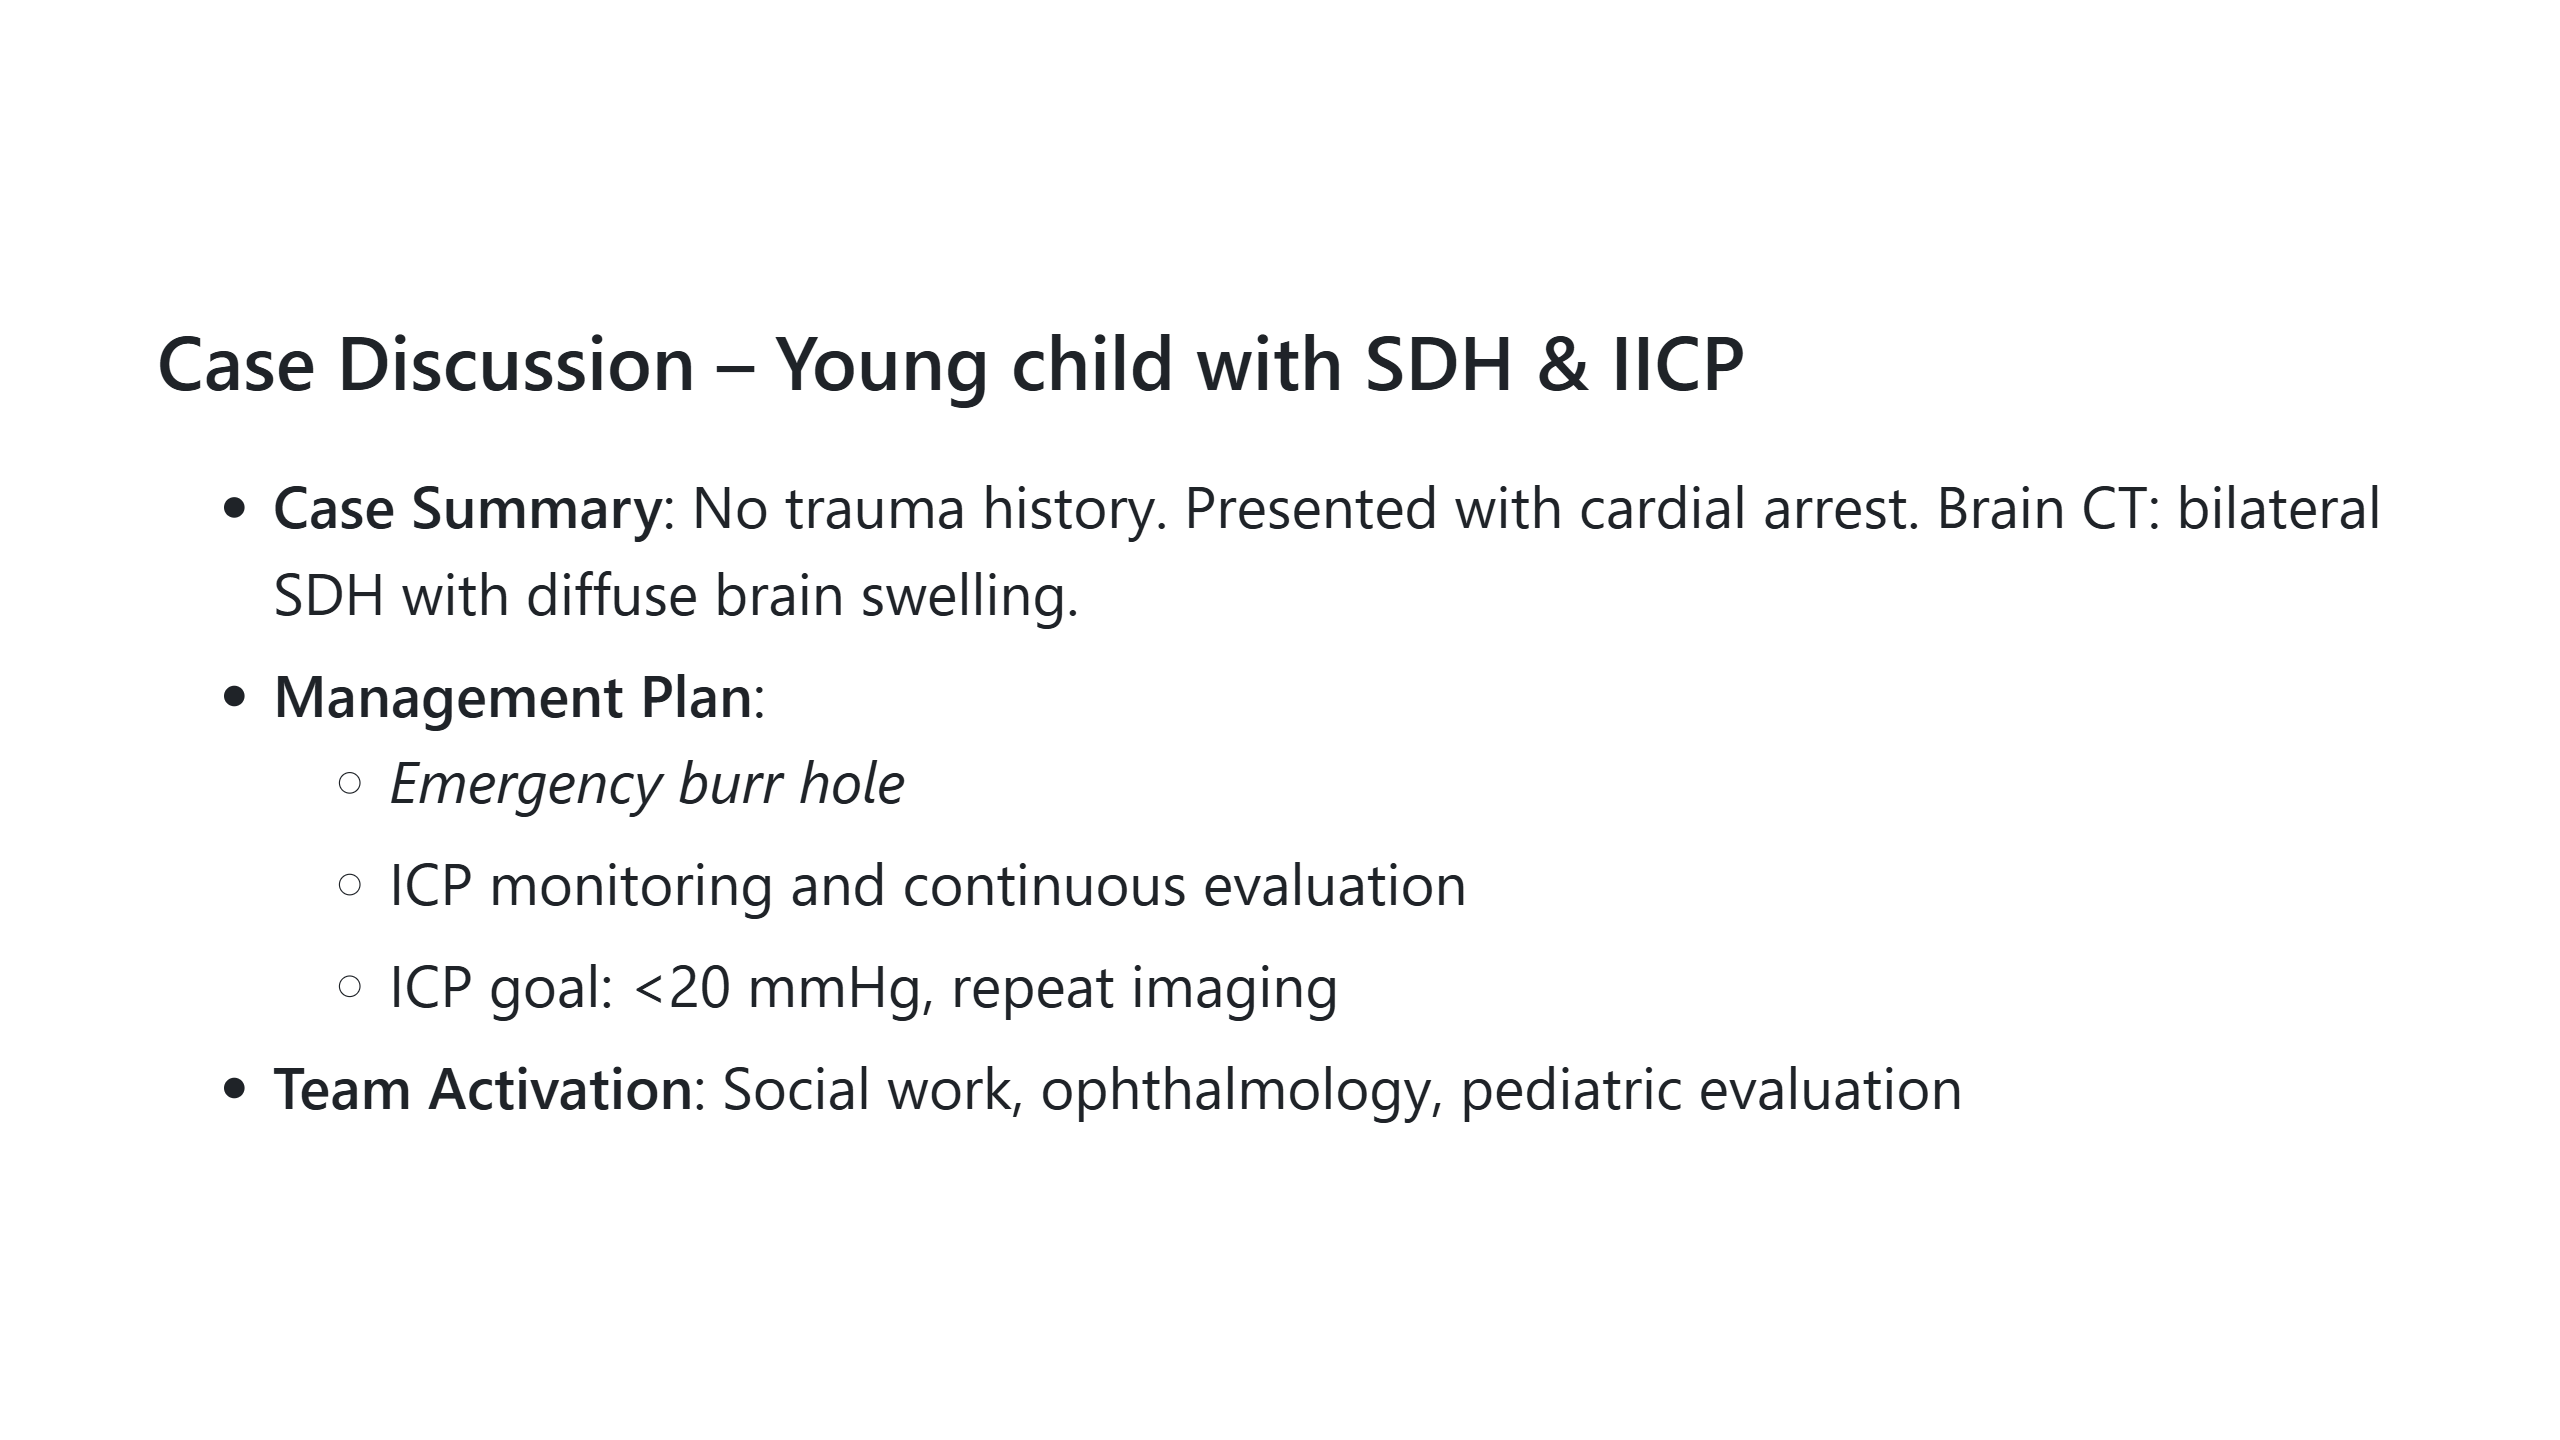 Case Discussion – Young child with SDH & IICP
• Case Summary: No trauma history. Presented with cardial arrest. Brain CT: bilateral
SDH with diffuse brain swelling.
• Management Plan:
○ Emergency burr hole
○ ICP monitoring and continuous evaluation
○ ICP goal: <20 mmHg, repeat imaging
• Team Activation: Social work, ophthalmology, pediatric evaluation